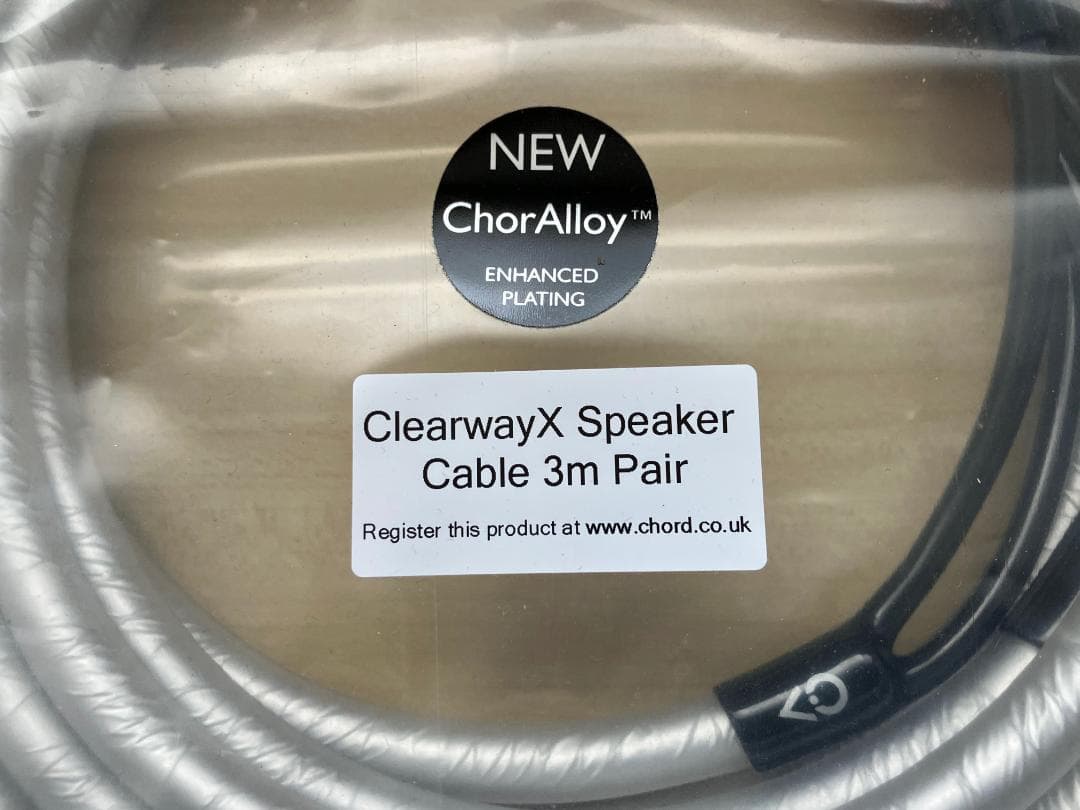 NEW
ChorAlloy™
ENHANCED
PLATING
ClearwayX Speaker
Cable 3m Pair
Register this product at www.chord.co.uk